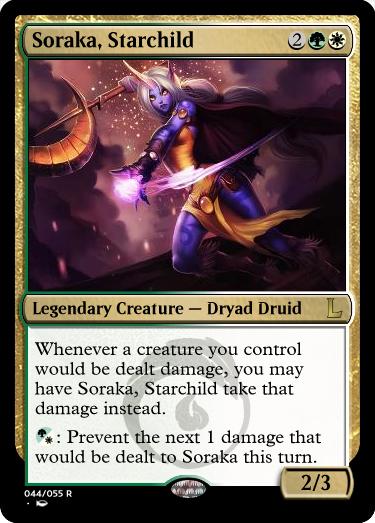 Soraka, Starchild 2
Legendary Creature — Dryad Druid L
Whenever a creature you control
would be dealt damage, you may
have Soraka, Starchild take that
damage instead.
: Prevent the next 1 damage that
would be dealt to Soraka this turn.
2/3
044/055 R